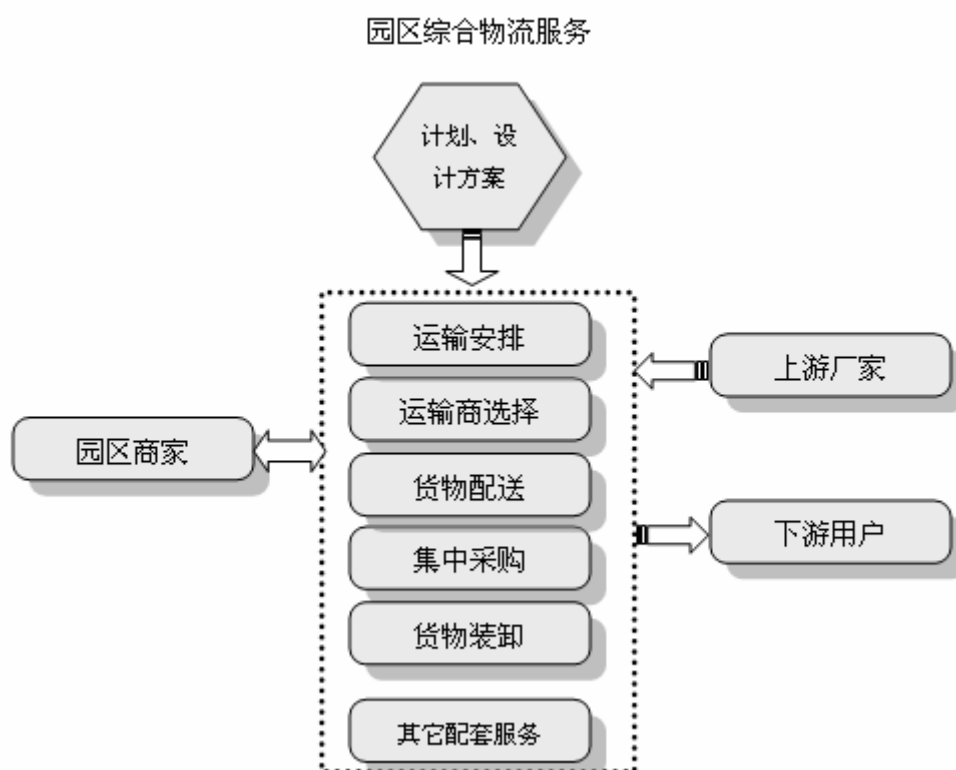 园区综合物流服务
计划、设
计方案
运输安排
上游厂家
运输商选择
园区商家
货物配送
下游用户
集中采购
货物装卸
其它配套服务